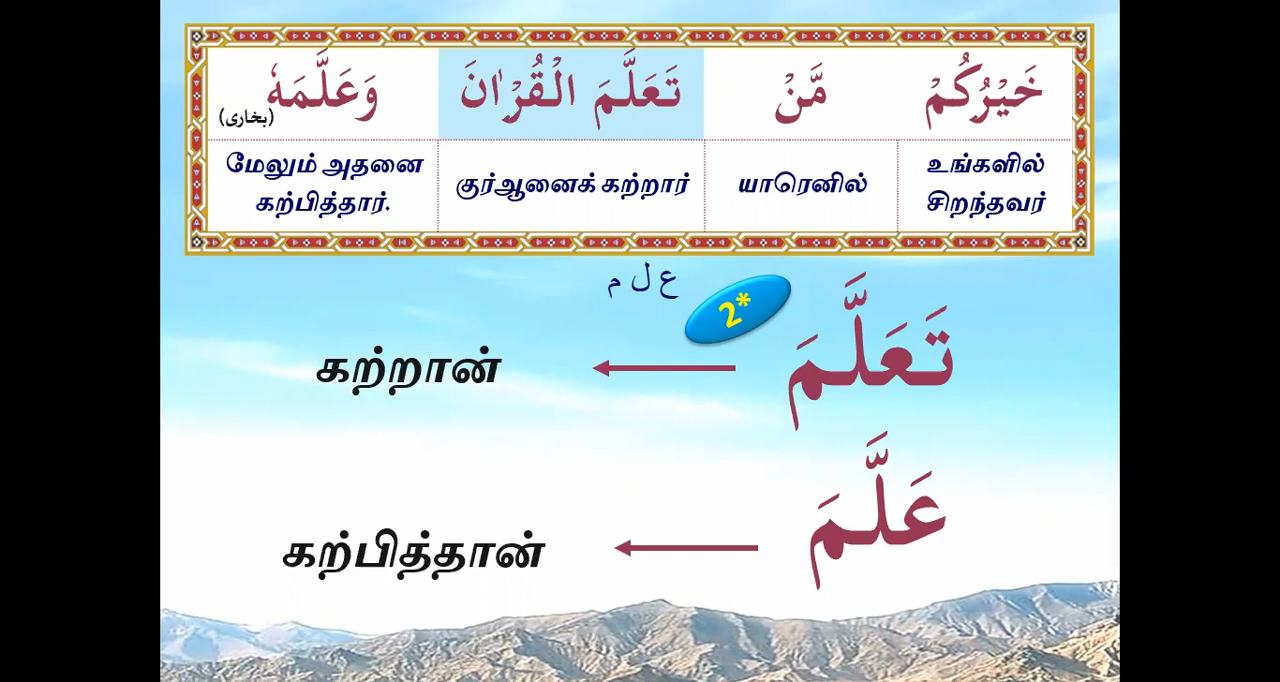 خَيْرُكُمْ مَّنْ تَعَلَّمَ الْقُرْاٰنَ وَعَلَّمَهٗ (بخاری)
உங்களில் சிறந்தவர்
யாரெனில்
குர்ஆனைக் கற்றார்
மேலும் அதனை கற்பித்தார்.
ع ل م
2*
تَعَلَّمَ
கற்றான்
عَلَّمَ
கற்பித்தான்